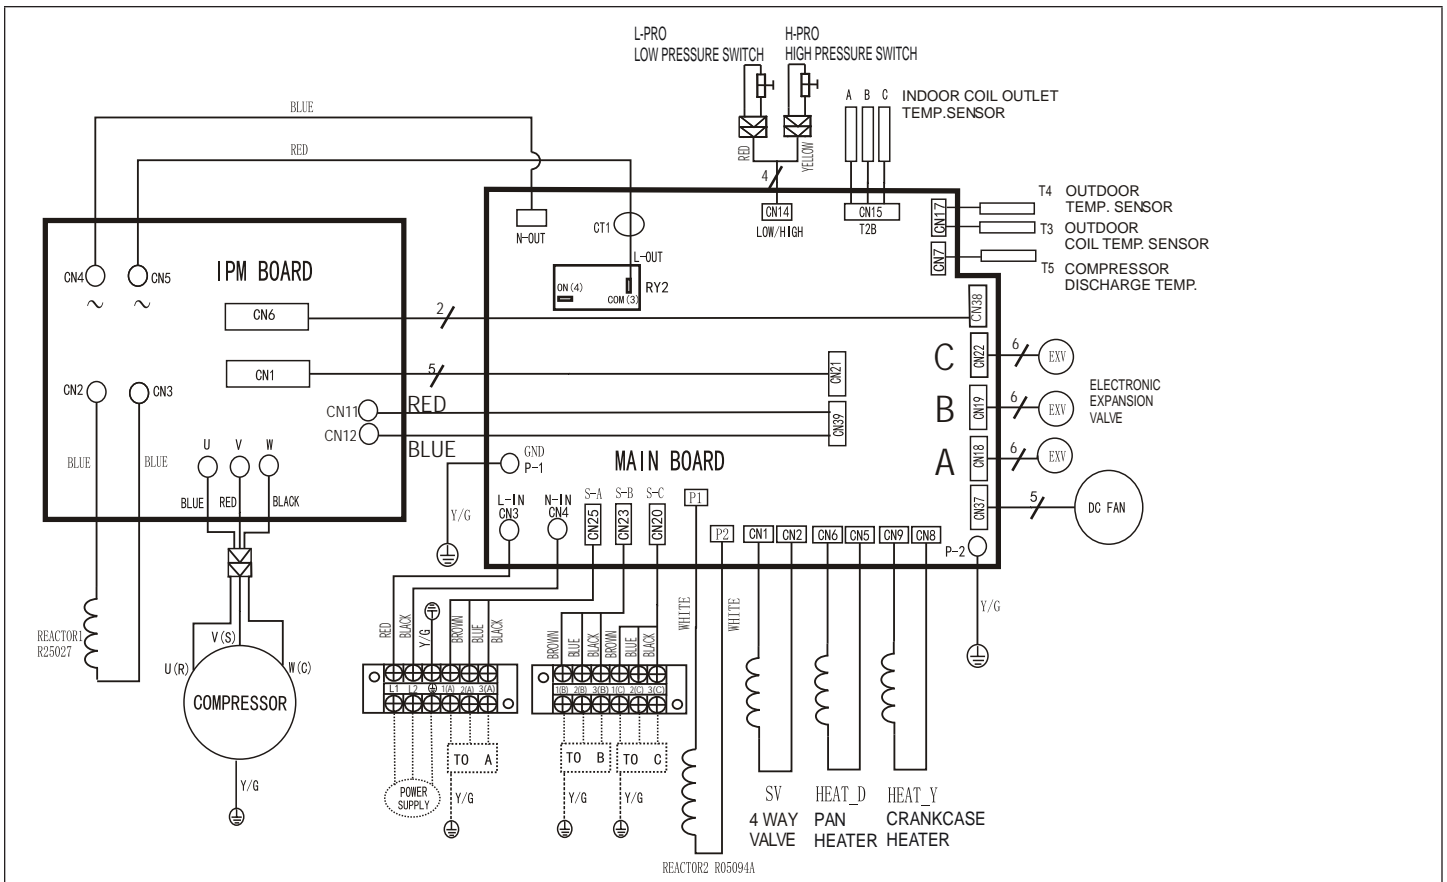 L-PRO
LOW PRESSURE SWITCH
H-PRO
HIGH PRESSURE SWITCH
A B C
INDOOR COIL OUTLET
TEMP.SENSOR
BLUE
RED
RED
YELLOW
4
CN14
LOW/HIGH
CN15
T2B
CN17
CN7
T4 OUTDOOR
TEMP. SENSOR
T3 OUTDOOR
COIL TEMP. SENSOR
T5 COMPRESSOR
DISCHARGE TEMP.
N-OUT
CT1
L-OUT
ON(4)
COM(3)
RY2
IPM BOARD
CN4
CN5
~
~
CN6
2
CN38
CN1
5
CN21
CN2
CN3
CN11
RED
CN12
BLUE
CN39
C
CN22
6
EXV
B
CN19
6
EXV
ELECTRONIC
EXPANSION
VALVE
A
CN18
6
EXV
CN37
5
DC FAN
P-2
Y/G
MAIN BOARD
GND
P-1
Y/G
U V W
BLUE
BLUE
BLUE
RED
BLACK
L-IN
CN3
N-IN
CN4
S-A
CN25
S-B
CN23
S-C
CN20
P1
P2
CN1
CN2
CN6
CN5
CN9
CN8
REACTOR1
R25027
V(S)
U(R)
W(C)
COMPRESSOR
Y/G
RED
BLACK
Y/G
BROWN
BLUE
BLACK
BROWN
BLUE
BLACK
BROWN
BLUE
BLACK
WHITE
WHITE
L1 L2 1(A) 2(A) 3(A)
1(B) 2(B) 3(B) 1(C) 2(C) 3(C)
POWER
SUPPLY
TO A
Y/G
TO B
Y/G
TO C
Y/G
REACTOR2 R05094A
SV
4 WAY
VALVE
HEAT_D
PAN
HEATER
HEAT_Y
CRANKCASE
HEATER